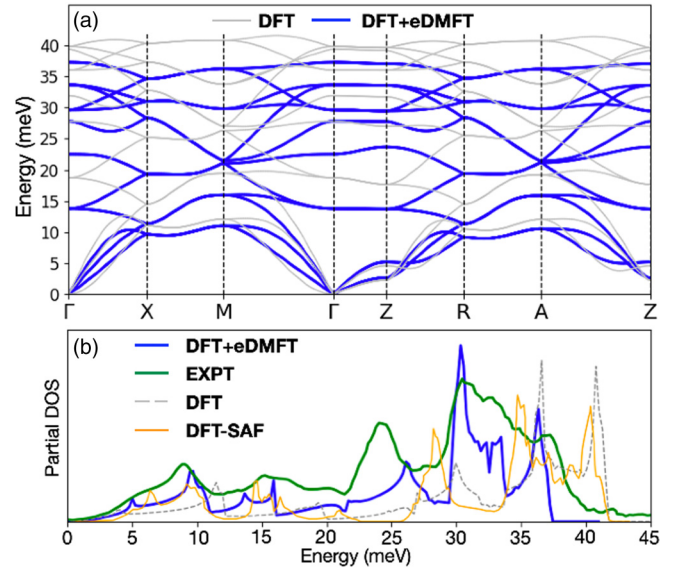 (a)
DFT DFT+eDMFT
Energy (meV)
40
35
30
25
20
15
10
5
0
Γ X M Γ Z R A Z
(b)
DFT+eDMFT
EXPT
DFT
DFT-SAF
Partial DOS
0 5 10 15 20 25 30 35 40 45
Energy (meV)